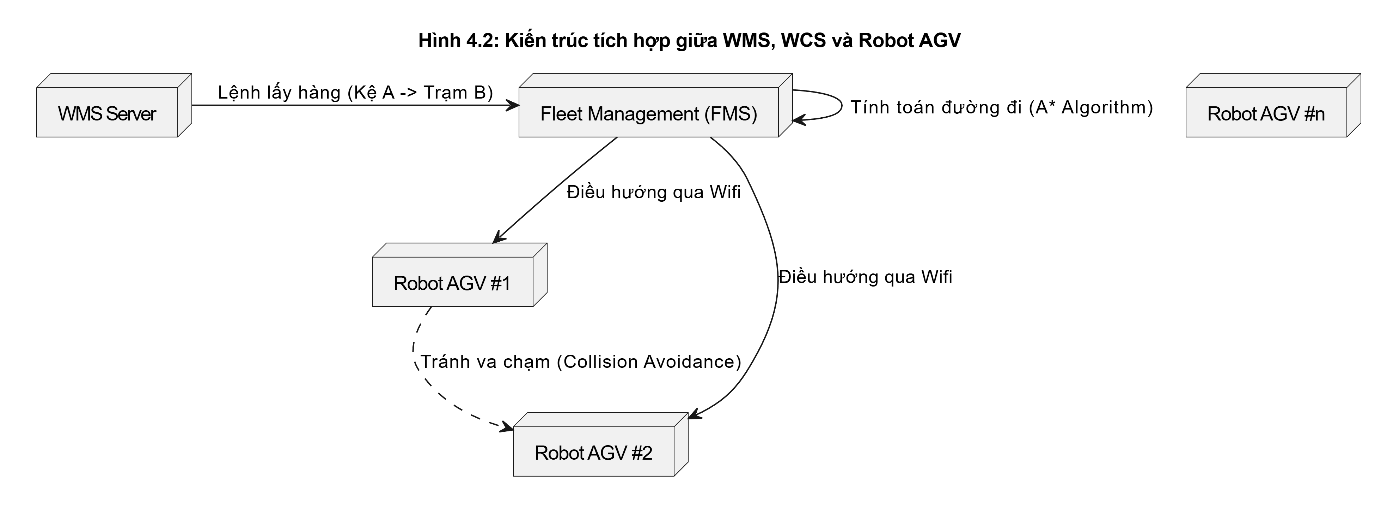 Hình 4.2: Kiến trúc tích hợp giữa WMS, WCS và Robot AGV
WMS Server
Lệnh lấy hàng (Kệ A -> Trạm B)
Fleet Management (FMS)
Tính toán đường đi (A* Algorithm)
Robot AGV #n
Điều hướng qua Wifi
Robot AGV #1
Điều hướng qua Wifi
Tránh va chạm (Collision Avoidance)
Robot AGV #2